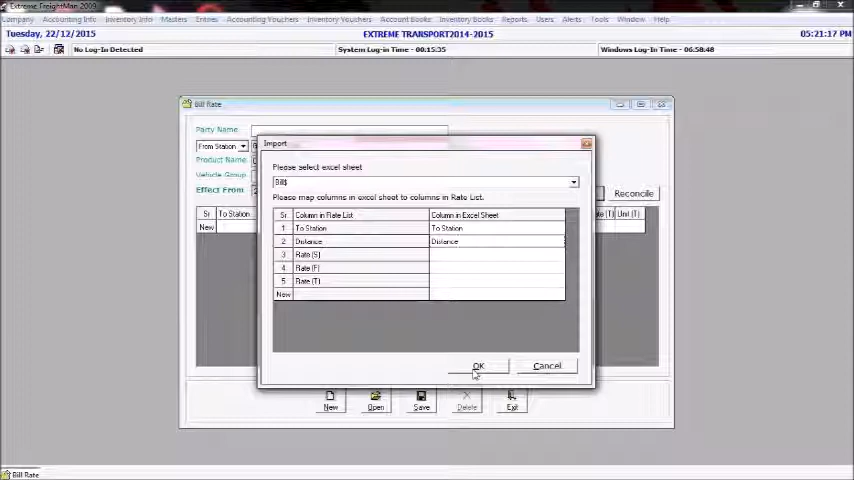 Extreme FreightMan 2009
Company Accounting Info Inventory Info Masters Entries Accounting Vouchers Inventory Vouchers Account Books Inventory Books Reports Users Alerts Tools Window Help
Tuesday, 22/12/2015 EXTREME TRANSPORT2014-2015 05:21:17 PM
No Log-In Detected System Log-in Time - 00:15:35 Windows Log-In Time - 06:58:48
Bill Rate
Party Name
From Station
Product Name
Vehicle Group
Effect From
Reconcile
Sr To Station Unit (T)
New
Import
Please select excel sheet
Bill$
Please map columns in excel sheet to columns in Rate List.
Sr. Column in Rate List Column in Excel Sheet
1 To Station To Station
2 Distance Distance
3 Rate (S)
4 Rate (F)
5 Rate (T)
New
OK Cancel
New Open Save Delete Exit
Bill Rate